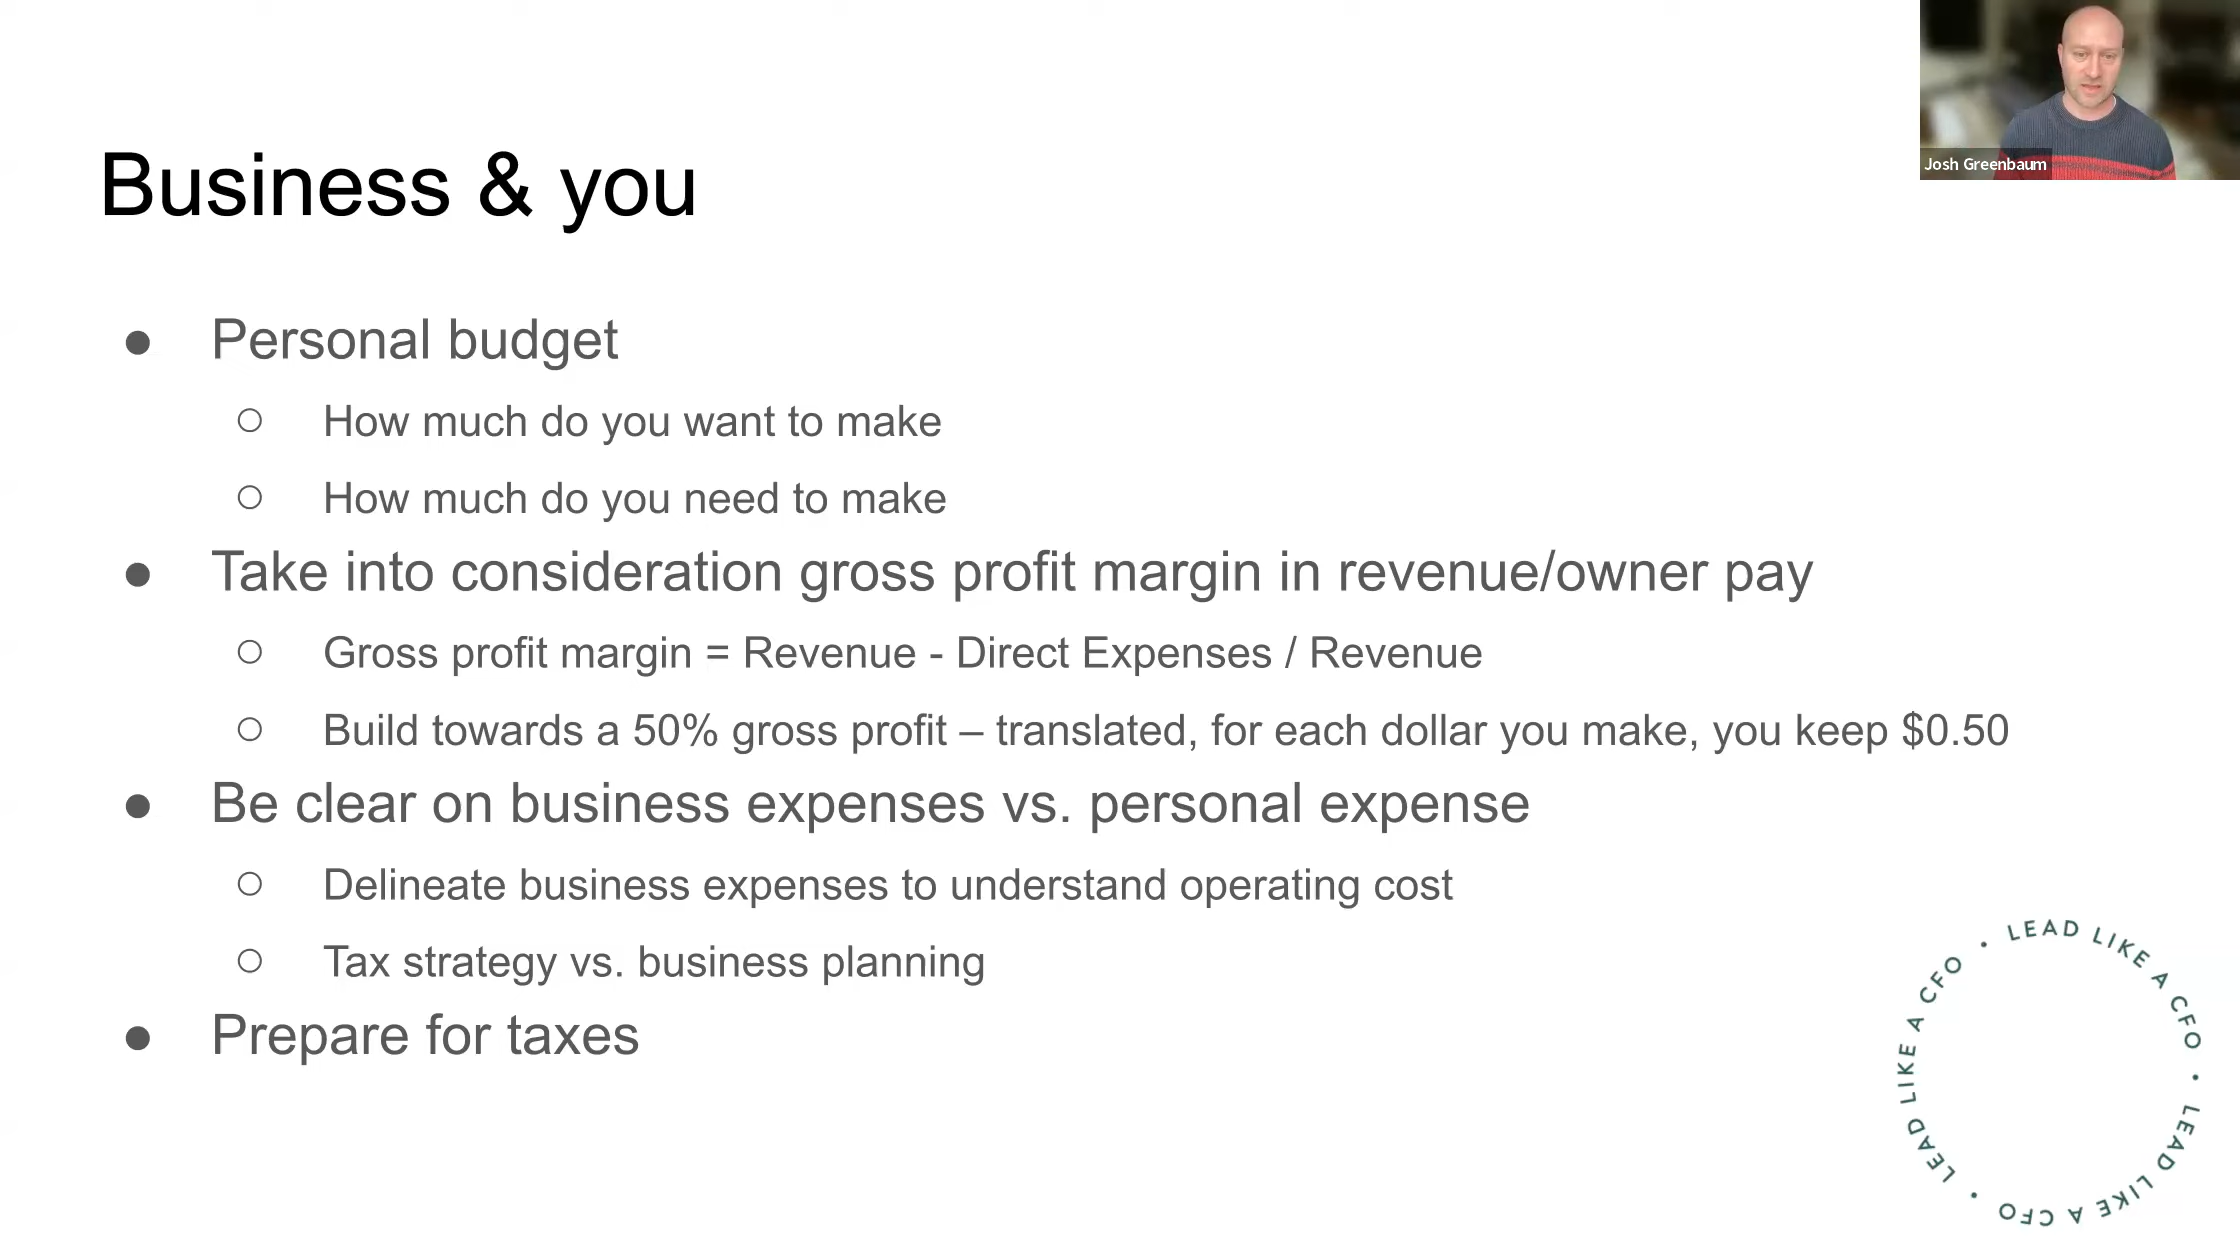 Josh Greenbaum
Business & you
● Personal budget
○ How much do you want to make
○ How much do you need to make
● Take into consideration gross profit margin in revenue/owner pay
○ Gross profit margin = Revenue - Direct Expenses / Revenue
○ Build towards a 50% gross profit – translated, for each dollar you make, you keep $0.50
● Be clear on business expenses vs. personal expense
○ Delineate business expenses to understand operating cost
○ Tax strategy vs. business planning
● Prepare for taxes
LEAD LIKE A CFO • LEAD LIKE A CFO • LEAD LIKE A CFO •